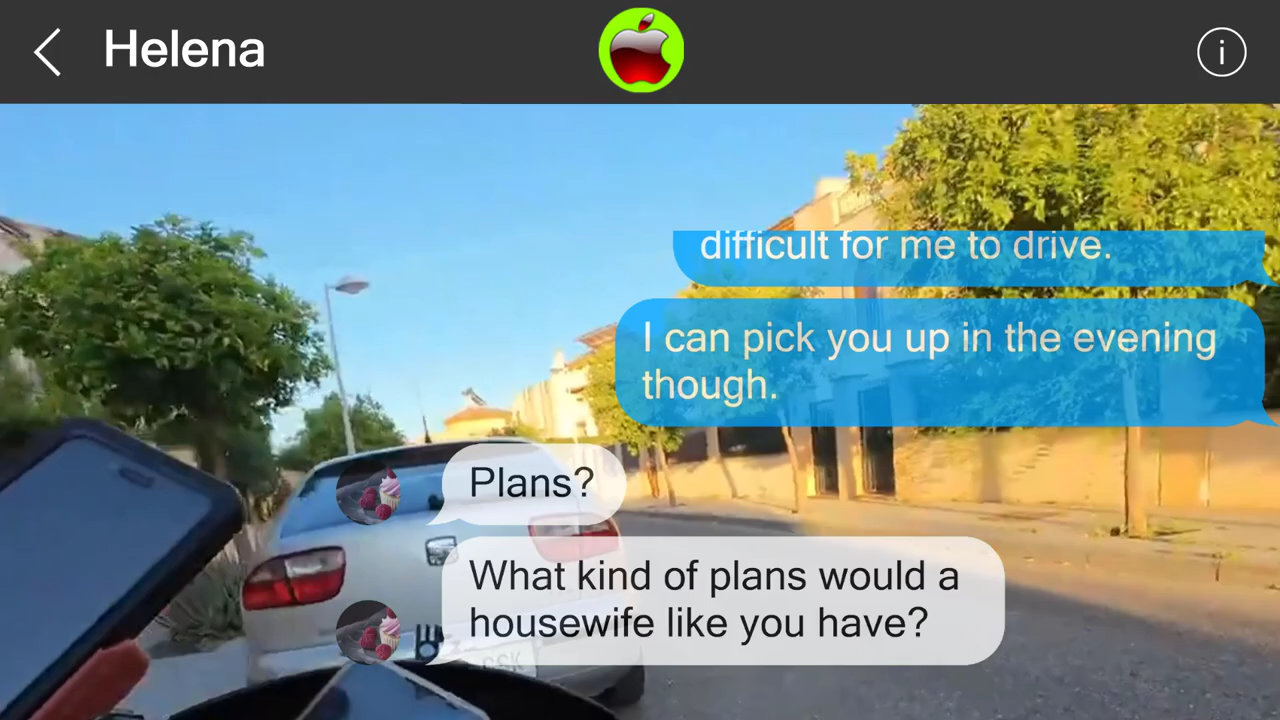 Helena
difficult for me to drive.
I can pick you up in the evening
though.
Plans?
What kind of plans would a
housewife like you have?